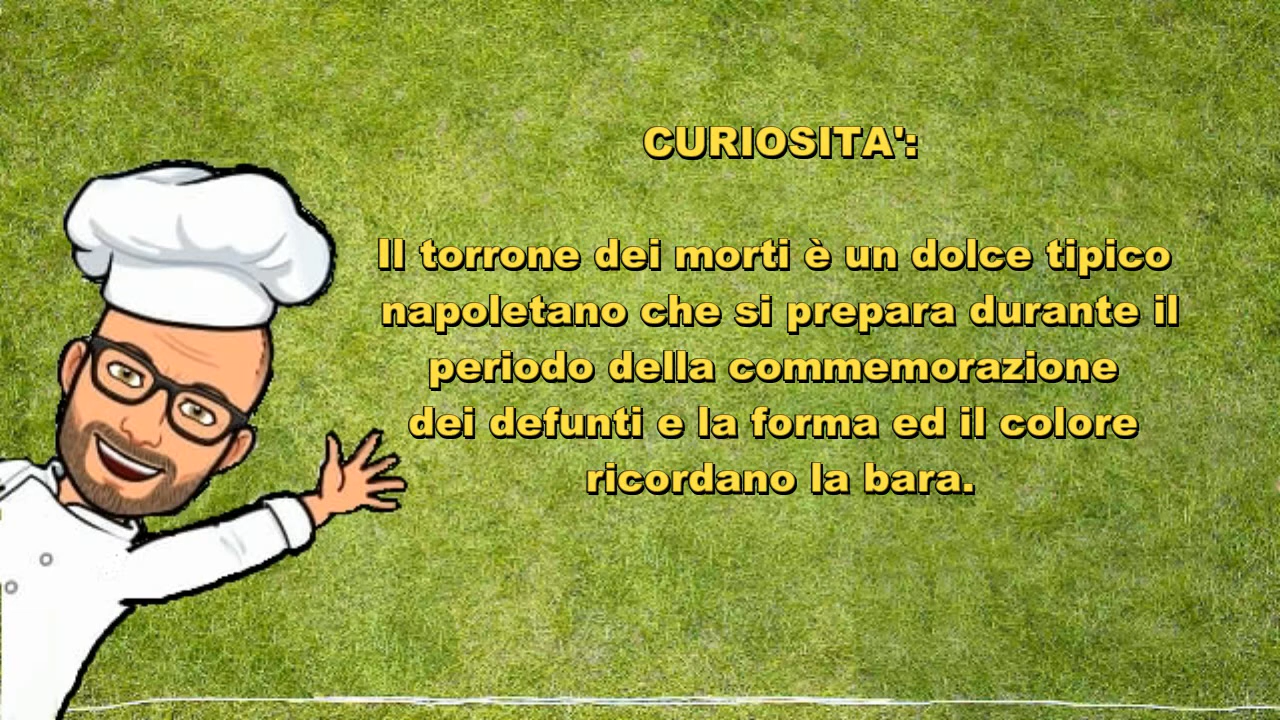 CURIOSITA':
Il torrone dei morti è un dolce tipico
napoletano che si prepara durante il
periodo della commemorazione
dei defunti e la forma ed il colore
ricordano la bara.